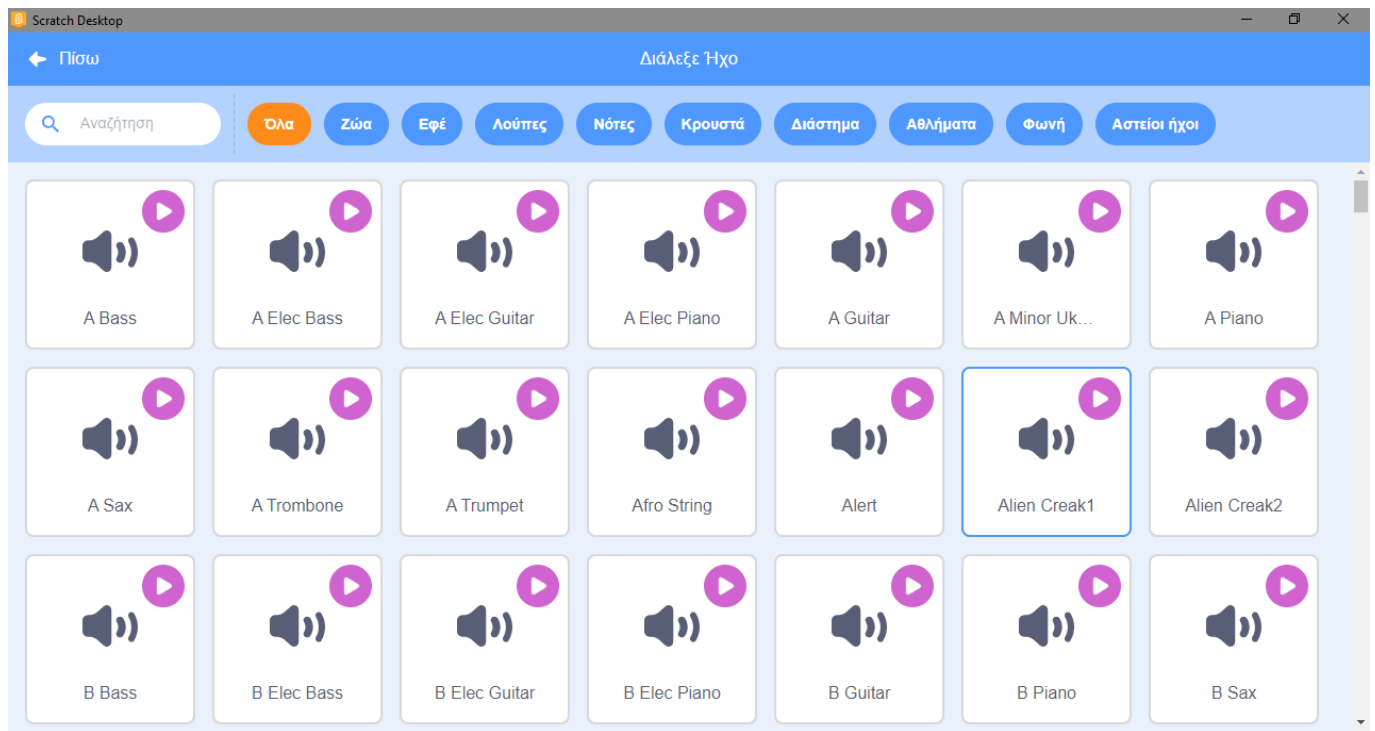 Scratch Desktop
Πίσω
Διάλεξε Ήχο
Αναζήτηση
Όλα Ζώα Εφέ Λούπες Νότες Κρουστά Διάστημα Αθλήματα Φωνή Αστείοι ήχοι
A Bass A Elec Bass A Elec Guitar A Elec Piano A Guitar A Minor Uk... A Piano
A Sax A Trombone A Trumpet Afro String Alert Alien Creak1 Alien Creak2
B Bass B Elec Bass B Elec Guitar B Elec Piano B Guitar B Piano B Sax